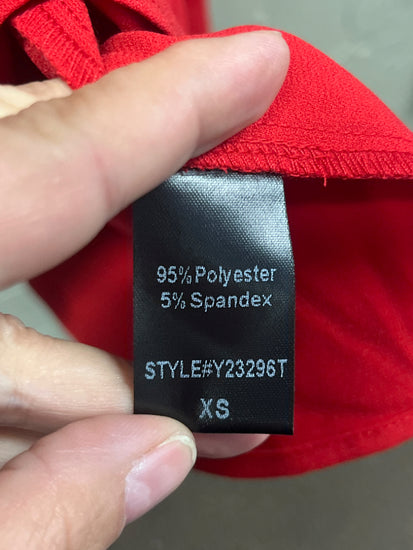 95% Polyester
5% Spandex
STYLE#Y23296T
XS